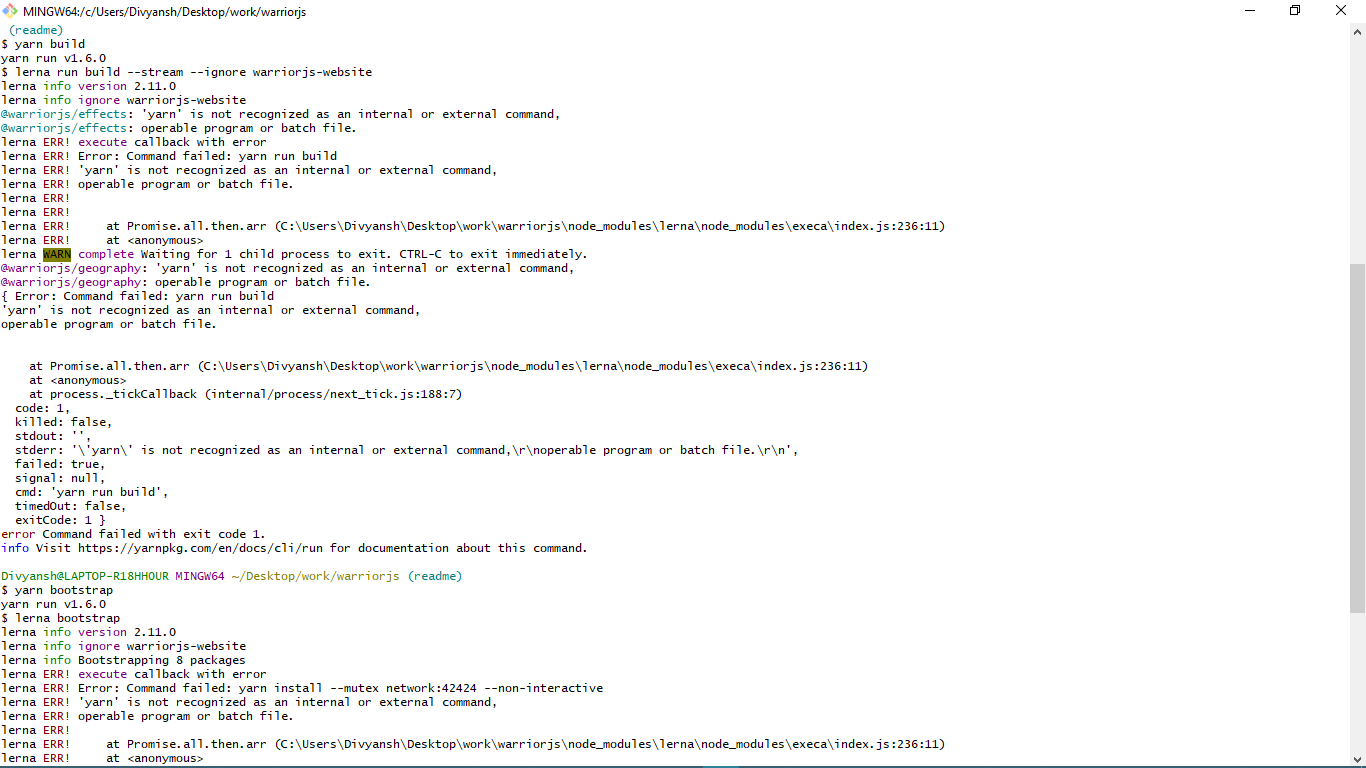 MINGW64:/c/Users/Divyansh/Desktop/work/warriorjs
(readme)
$ yarn build
yarn run v1.6.0
$ lerna run build --stream --ignore warriorjs-website
lerna info version 2.11.0
lerna info ignore warriorjs-website
@warriorjs/effects: 'yarn' is not recognized as an internal or external command,
@warriorjs/effects: operable program or batch file.
lerna ERR! execute callback with error
lerna ERR! Error: Command failed: yarn run build
lerna ERR! 'yarn' is not recognized as an internal or external command,
lerna ERR! operable program or batch file.
lerna ERR!
lerna ERR!
lerna ERR!     at Promise.all.then.arr (C:\Users\Divyansh\Desktop\work\warriorjs\node_modules\lerna\node_modules\execa\index.js:236:11)
lerna ERR!     at <anonymous>
lerna WARN complete Waiting for 1 child process to exit. CTRL-C to exit immediately.
@warriorjs/geography: 'yarn' is not recognized as an internal or external command,
@warriorjs/geography: operable program or batch file.
{ Error: Command failed: yarn run build
'yarn' is not recognized as an internal or external command,
operable program or batch file.
    at Promise.all.then.arr (C:\Users\Divyansh\Desktop\work\warriorjs\node_modules\lerna\node_modules\execa\index.js:236:11)
    at <anonymous>
    at process._tickCallback (internal/process/next_tick.js:188:7)
  code: 1,
  killed: false,
  stdout: '',
  stderr: '\'yarn\' is not recognized as an internal or external command,\r\noperable program or batch file.\r\n',
  failed: true,
  signal: null,
  cmd: 'yarn run build',
  timedOut: false,
  exitCode: 1 }
error Command failed with exit code 1.
info Visit https://yarnpkg.com/en/docs/cli/run for documentation about this command.
Divyansh@LAPTOP-R18HHOUR MINGW64 ~/Desktop/work/warriorjs (readme)
$ yarn bootstrap
yarn run v1.6.0
$ lerna bootstrap
lerna info version 2.11.0
lerna info ignore warriorjs-website
lerna info Bootstrapping 8 packages
lerna ERR! execute callback with error
lerna ERR! Error: Command failed: yarn install --mutex network:42424 --non-interactive
lerna ERR! 'yarn' is not recognized as an internal or external command,
lerna ERR! operable program or batch file.
lerna ERR!
lerna ERR!     at Promise.all.then.arr (C:\Users\Divyansh\Desktop\work\warriorjs\node_modules\lerna\node_modules\execa\index.js:236:11)
lerna ERR!     at <anonymous>